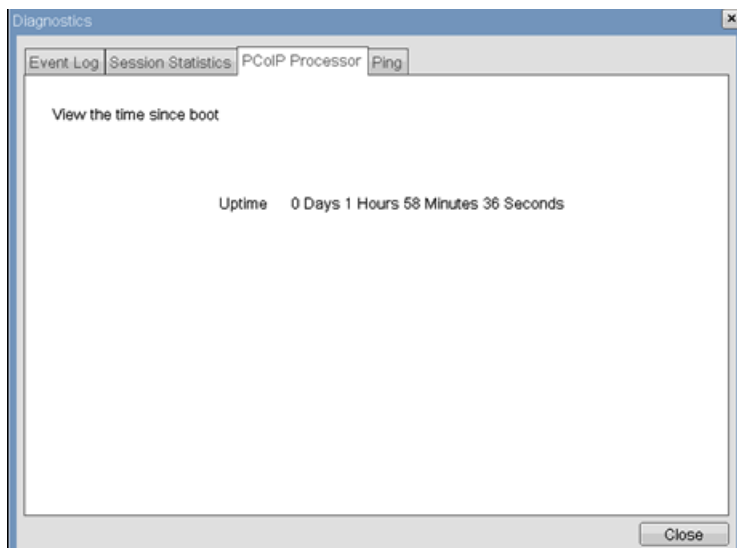 Diagnostics
Event Log Session Statistics PCoIP Processor Ping
View the time since boot
Uptime 0 Days 1 Hours 58 Minutes 36 Seconds
Close